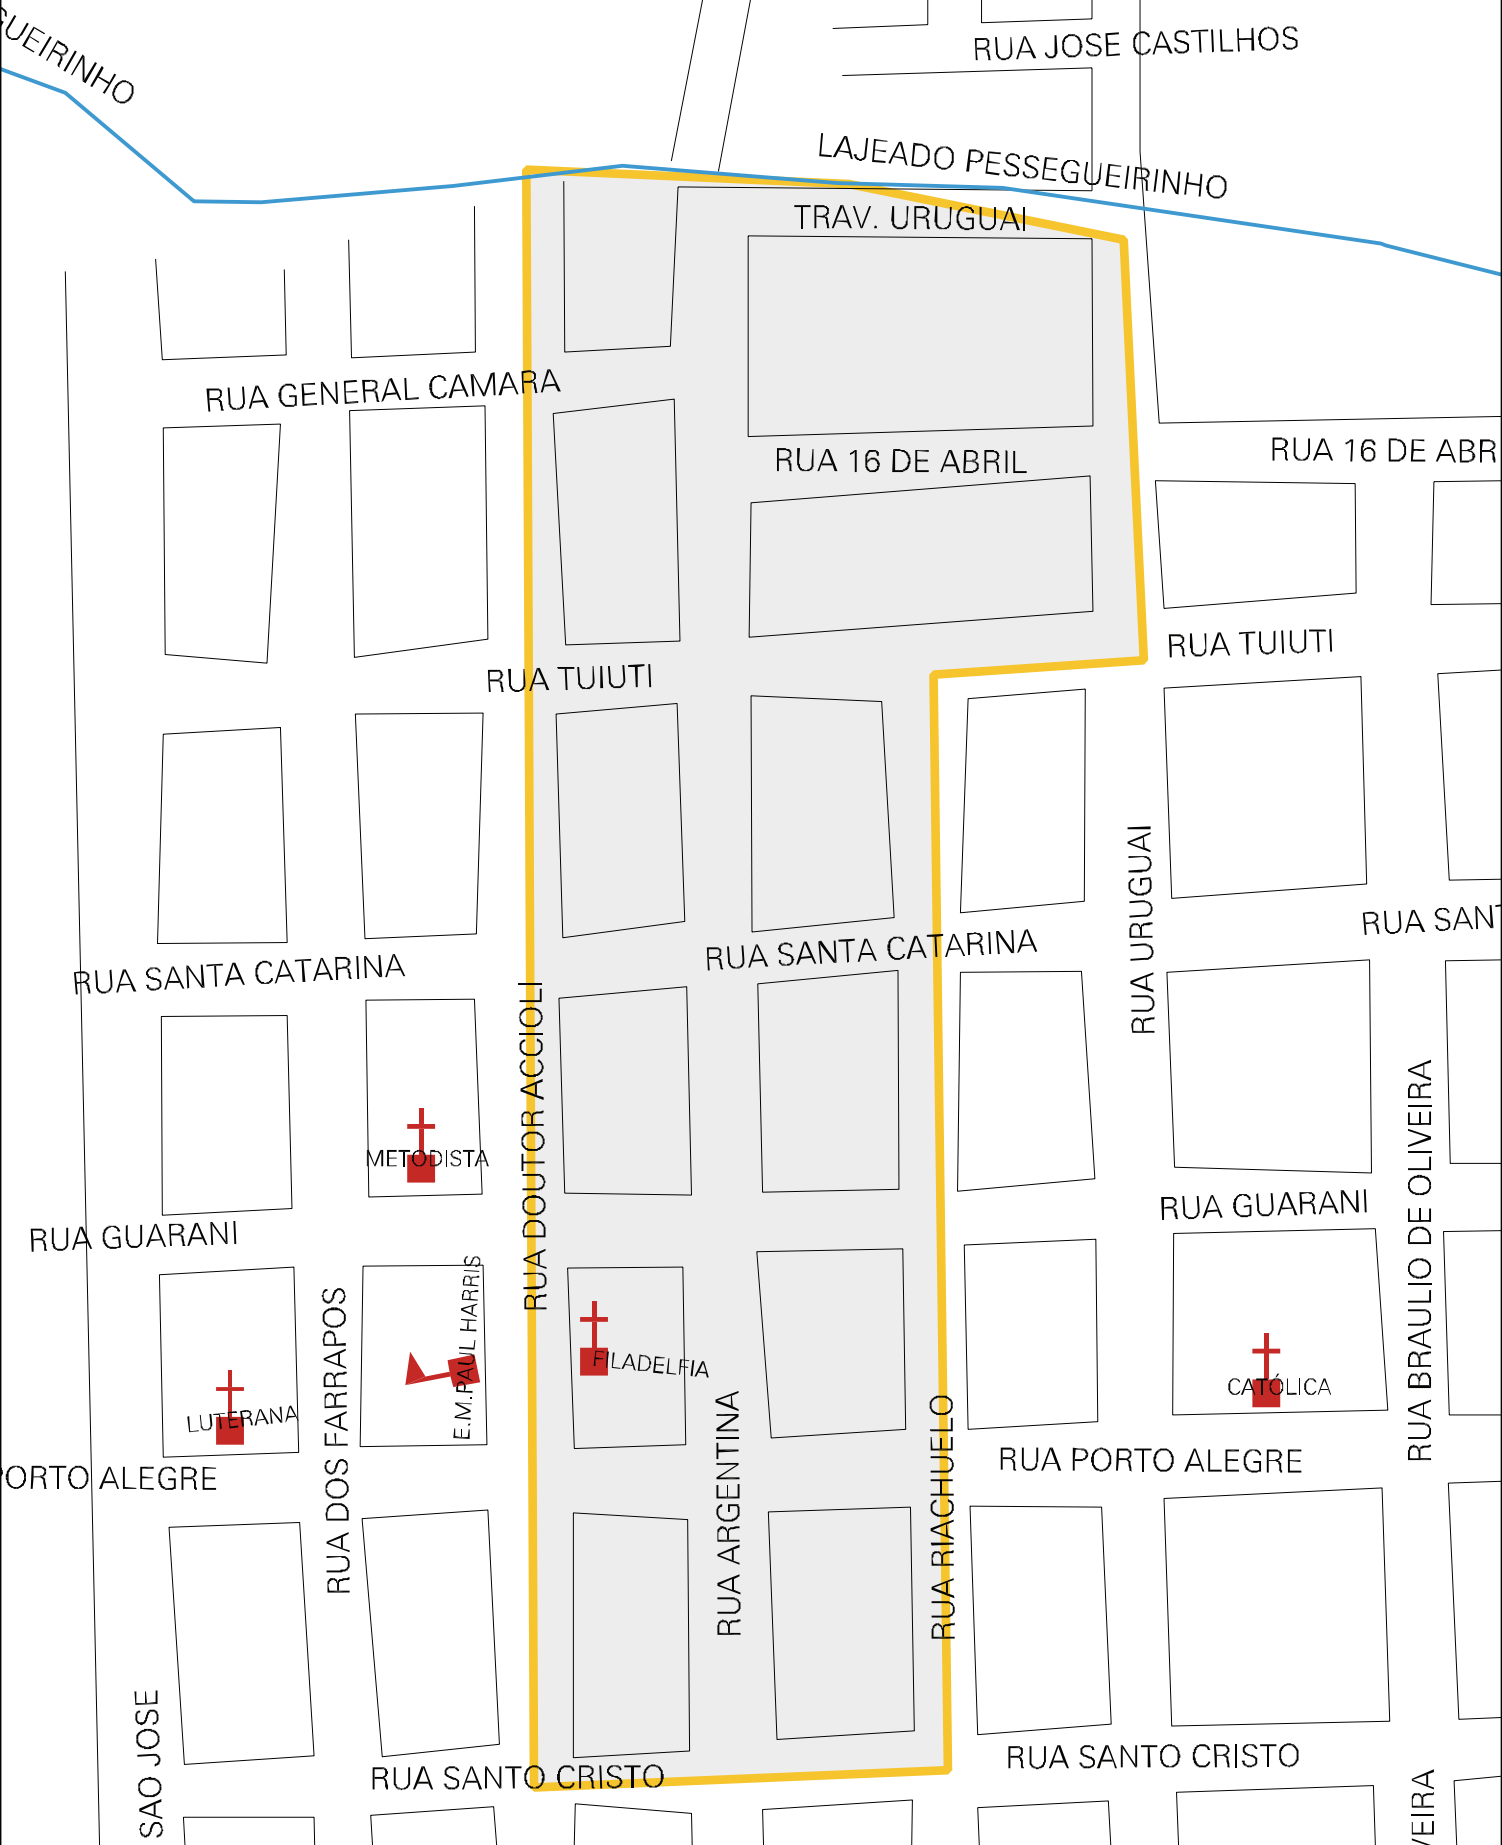 GUEIRINHO
RUA JOSE CASTILHOS
LAJEADO PESSEGUEIRINHO
TRAV. URUGUAI
RUA GENERAL CAMARA
RUA 16 DE ABRIL
RUA 16 DE ABR
RUA TUIUTI
RUA TUIUTI
RUA URUGUAI
RUA SANT
RUA SANTA CATARINA
RUA SANTA CATARINA
RUA DOUTOR ACCIOLI
METODISTA
RUA BRAULIO DE OLIVEIRA
RUA GUARANI
RUA GUARANI
E.M.PAUL HARRIS
RUA DOS FARRAPOS
FILADELFIA
CATÓLICA
LUTERANA
RUA ARGENTINA
RUA RIACHUELO
PORTO ALEGRE
RUA PORTO ALEGRE
SAO JOSE
RUA SANTO CRISTO
RUA SANTO CRISTO
VEIRA